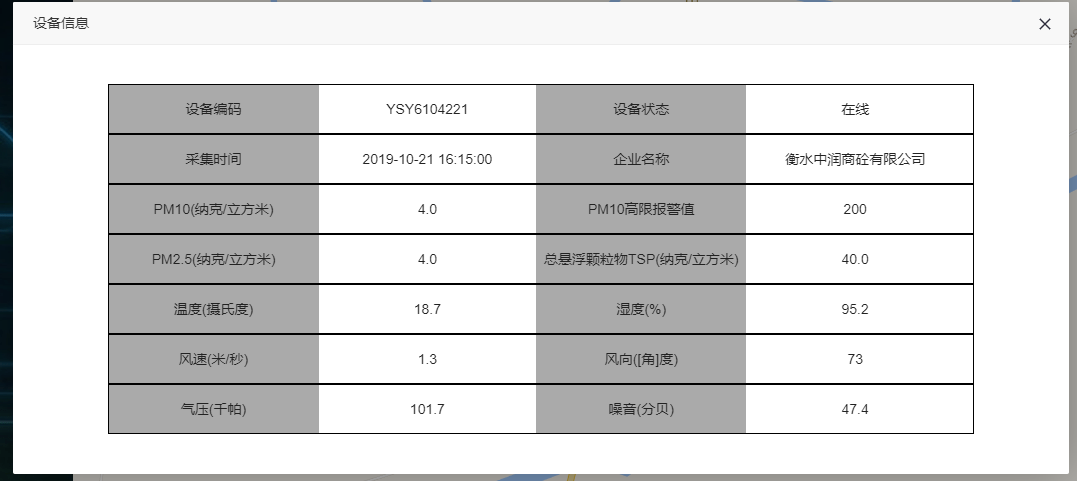 设备信息
设备编码 YSY6104221 设备状态 在线
采集时间 2019-10-21 16:15:00 企业名称 衡水中润商砼有限公司
PM10(纳克/立方米) 4.0 PM10高限报警值 200
PM2.5(纳克/立方米) 4.0 总悬浮颗粒物TSP(纳克/立方米) 40.0
温度(摄氏度) 18.7 湿度(%) 95.2
风速(米/秒) 1.3 风向([角]度) 73
气压(千帕) 101.7 噪音(分贝) 47.4